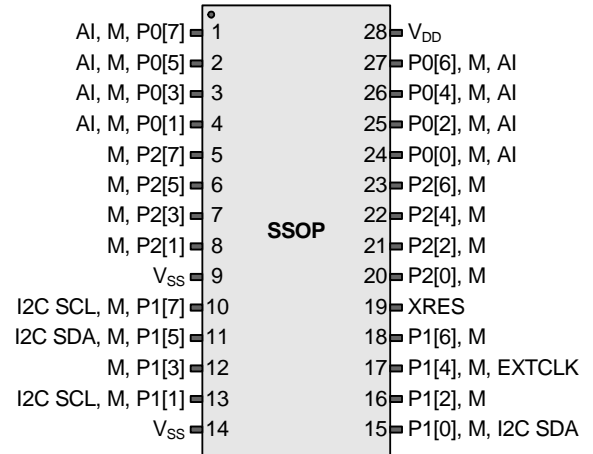 AI, M, P0[7] 1 28 VDD
AI, M, P0[5] 2 27 P0[6], M, AI
AI, M, P0[3] 3 26 P0[4], M, AI
AI, M, P0[1] 4 25 P0[2], M, AI
M, P2[7] 5 24 P0[0], M, AI
M, P2[5] 6 23 P2[6], M
M, P2[3] 7 22 P2[4], M
SSOP
M, P2[1] 8 21 P2[2], M
VSS 9 20 P2[0], M
I2C SCL, M, P1[7] 10 19 XRES
I2C SDA, M, P1[5] 11 18 P1[6], M
M, P1[3] 12 17 P1[4], M, EXTCLK
I2C SCL, M, P1[1] 13 16 P1[2], M
VSS 14 15 P1[0], M, I2C SDA